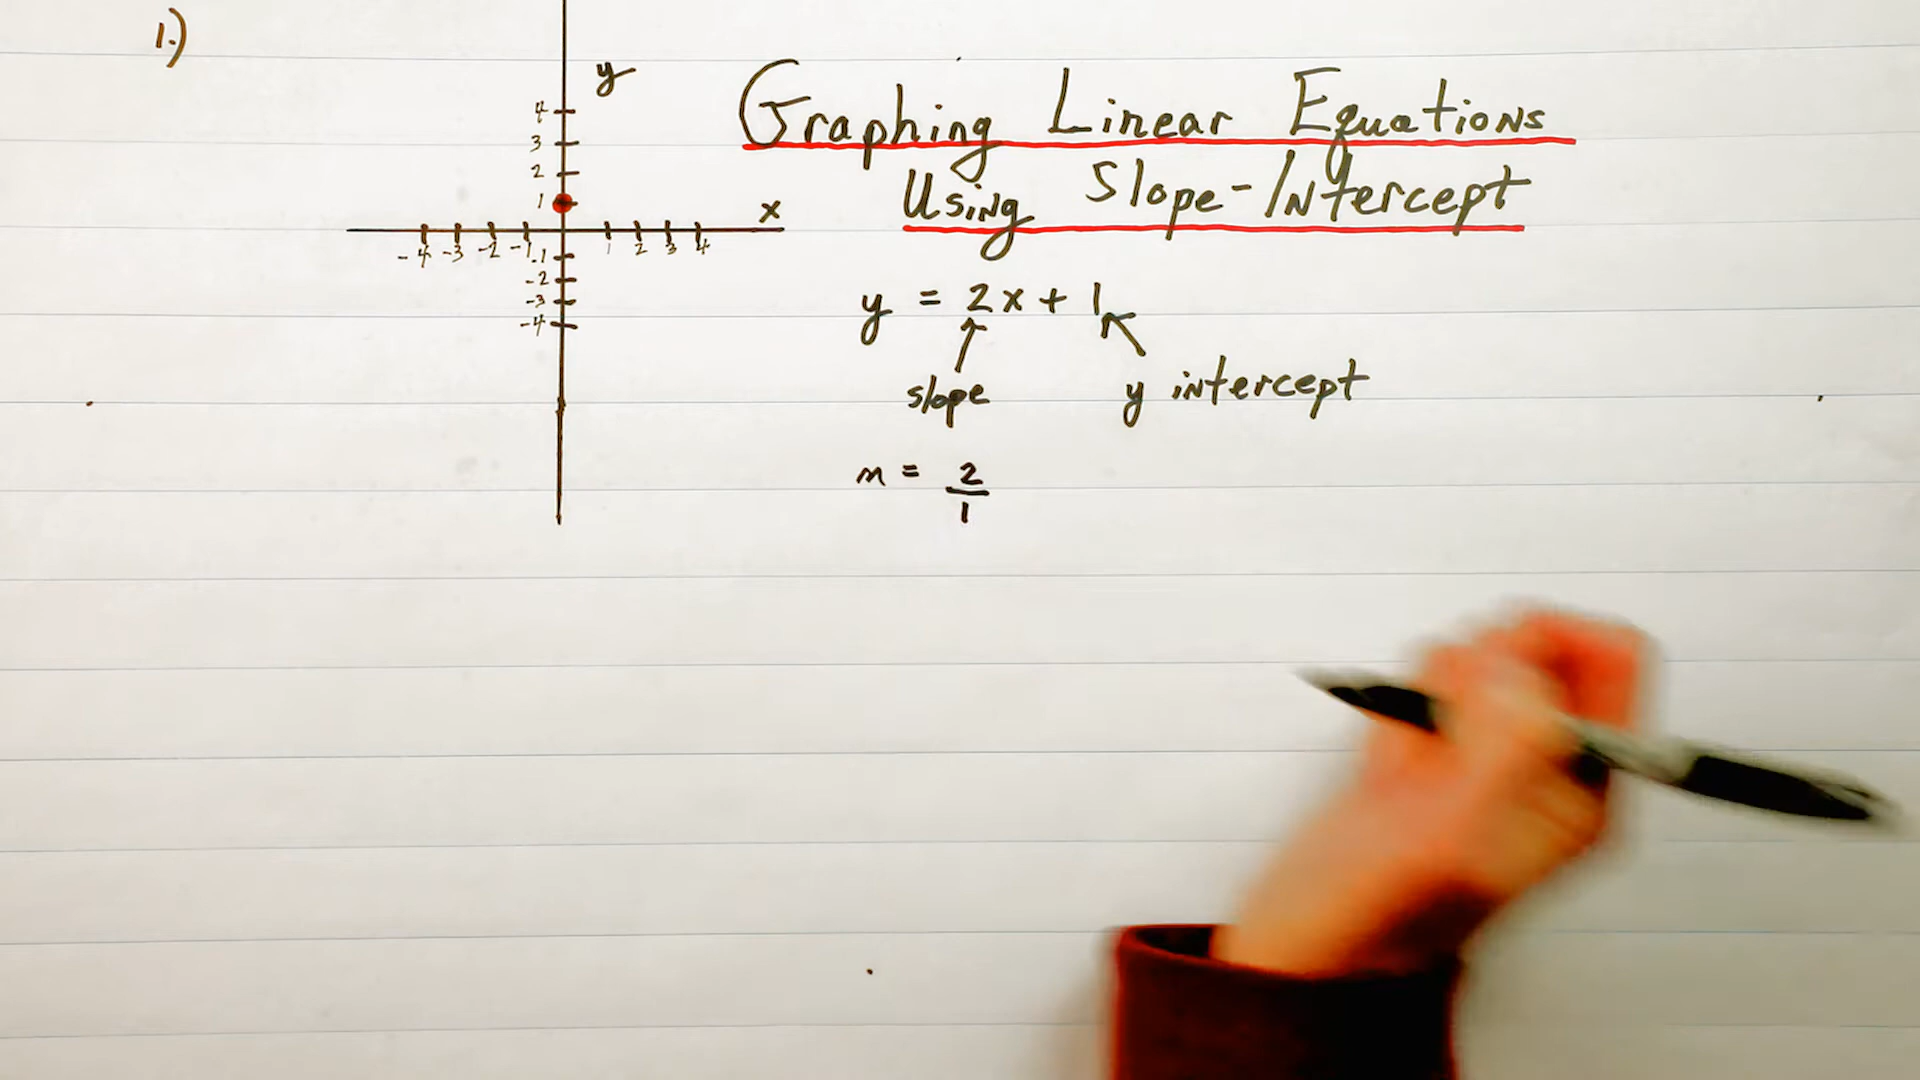 1.)
y
4
3
2
1
x
-4 -3 -2 -1 1 2 3 4
-1
-2
-3
-4
Graphing Linear Equations
Using Slope-Intercept
y = 2x + 1
slope y intercept
m = 2
1